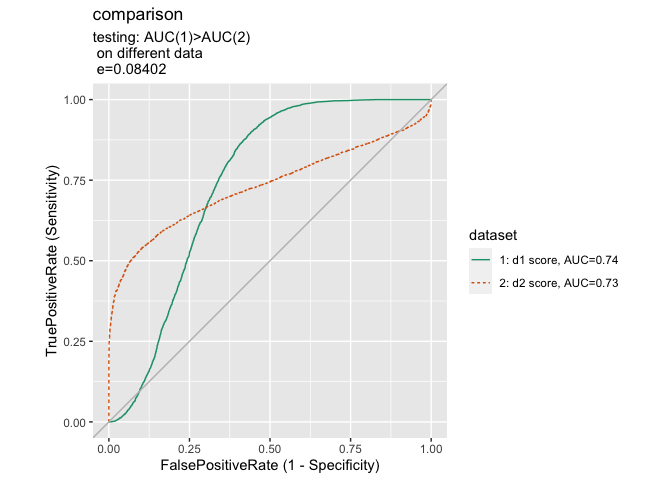 comparison
testing: AUC(1)>AUC(2)
on different data
e=0.08402
1.00
0.75
0.50
0.25
0.00
TruePositiveRate (Sensitivity)
0.00 0.25 0.50 0.75 1.00
FalsePositiveRate (1 - Specificity)
dataset
1: d1 score, AUC=0.74
2: d2 score, AUC=0.73